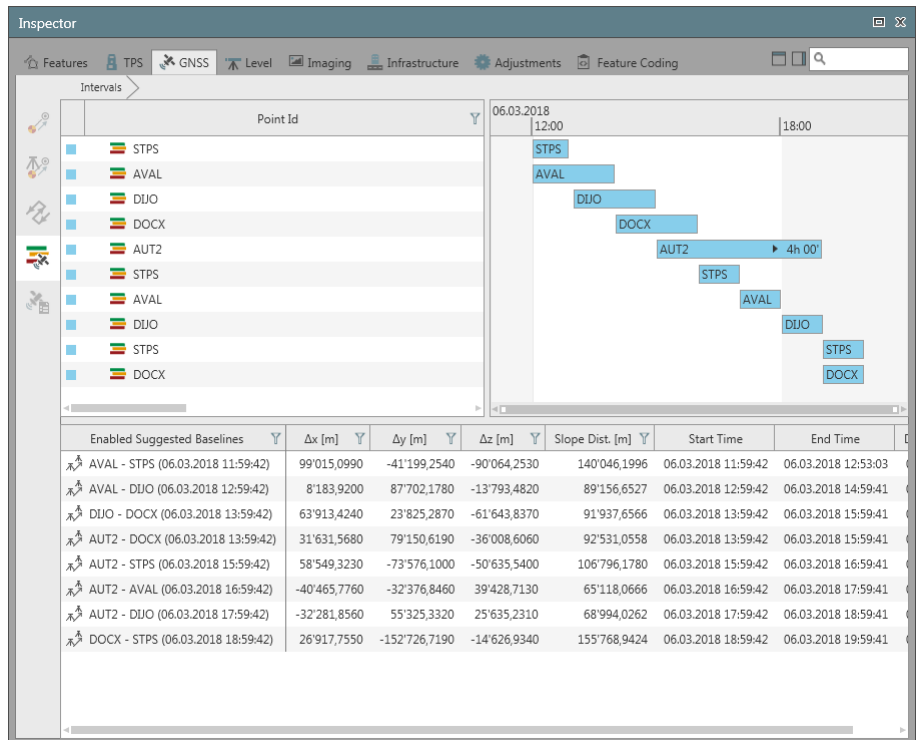 Inspector
Features TPS GNSS Level Imaging Infrastructure Adjustments Feature Coding
Intervals
Point Id
06.03.2018
12:00 18:00
STPS STPS
AVAL AVAL
DIJO DIJO
DOCX DOCX
AUT2 AUT2 4h 00'
STPS STPS
AVAL AVAL
DIJO DIJO
STPS STPS
DOCX DOCX
Enabled Suggested Baselines Δx [m] Δy [m] Δz [m] Slope Dist. [m] Start Time End Time
AVAL - STPS (06.03.2018 11:59:42) 99'015,0990 -41'199,2540 -90'064,2530 140'046,1996 06.03.2018 11:59:42 06.03.2018 12:53:03
AVAL - DIJO (06.03.2018 12:59:42) 8'183,9200 87'702,1780 -13'793,4820 89'156,6527 06.03.2018 12:59:42 06.03.2018 14:59:41
DIJO - DOCX (06.03.2018 13:59:42) 63'913,4240 23'825,2870 -61'643,8370 91'937,6566 06.03.2018 13:59:42 06.03.2018 15:59:41
AUT2 - DOCX (06.03.2018 13:59:42) 31'631,5680 79'150,6190 -36'008,6060 92'531,0558 06.03.2018 13:59:42 06.03.2018 15:59:41
AUT2 - STPS (06.03.2018 15:59:42) 58'549,3230 -73'576,1000 -50'635,5400 106'796,1780 06.03.2018 15:59:42 06.03.2018 16:59:41
AUT2 - AVAL (06.03.2018 16:59:42) -40'465,7760 -32'376,8460 39'428,7130 65'118,0666 06.03.2018 16:59:42 06.03.2018 17:59:41
AUT2 - DIJO (06.03.2018 17:59:42) -32'281,8560 55'325,3320 25'635,2310 68'994,0262 06.03.2018 17:59:42 06.03.2018 18:59:41
DOCX - STPS (06.03.2018 18:59:42) 26'917,7550 -152'726,7190 -14'626,9340 155'768,9424 06.03.2018 18:59:42 06.03.2018 19:59:41